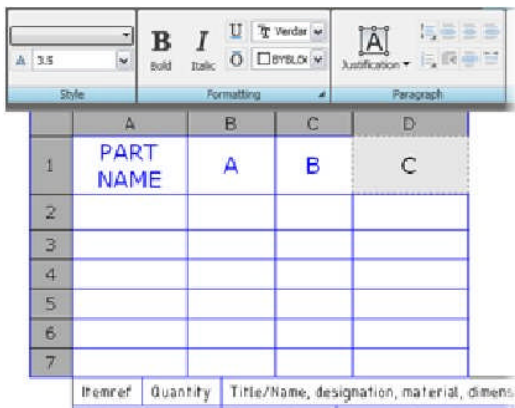 B I U Verdan
3.5 Bold Italic O BYBLOC Justification
Style Formatting Paragraph
A B C D
1 PART NAME A B C
2
3
4
5
6
7
Itemref Quantity Title/Name, designation, material, dimens